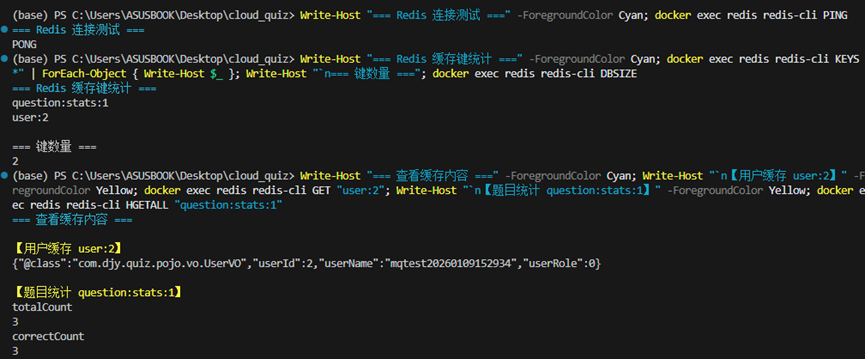 (base) PS C:\Users\ASUSBOOK\Desktop\cloud_quiz> Write-Host "=== Redis 连接测试 ===" -ForegroundColor Cyan; docker exec redis redis-cli PING
=== Redis 连接测试 ===
PONG
(base) PS C:\Users\ASUSBOOK\Desktop\cloud_quiz> Write-Host "=== Redis 缓存键统计 ===" -ForegroundColor Cyan; docker exec redis redis-cli KEYS
*" | ForEach-Object { Write-Host $_ }; Write-Host "`n=== 键数量 ==="; docker exec redis redis-cli DBSIZE
=== Redis 缓存键统计 ===
question:stats:1
user:2
=== 键数量 ===
2
(base) PS C:\Users\ASUSBOOK\Desktop\cloud_quiz> Write-Host "=== 查看缓存内容 ===" -ForegroundColor Cyan; Write-Host "`n【用户缓存 user:2】" -F
regroundColor Yellow; docker exec redis redis-cli GET "user:2"; Write-Host "`n【题目统计 question:stats:1】" -ForegroundColor Yellow; docker e
ec redis redis-cli HGETALL "question:stats:1"
=== 查看缓存内容 ===
【用户缓存 user:2】
{"@class":"com.djy.quiz.pojo.vo.UserVO","userId":2,"userName":"mqtest20260109152934","userRole":0}
【题目统计 question:stats:1】
totalCount
3
correctCount
3